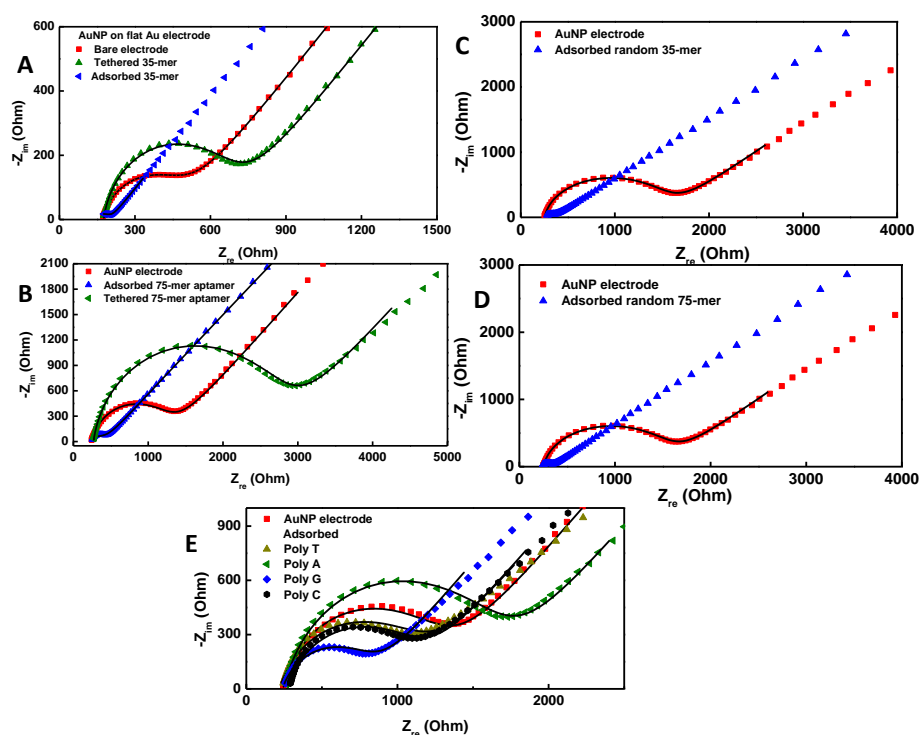 A
AuNP on flat Au electrode
Bare electrode
Tethered 35-mer
Adsorbed 35-mer
-Z_im (Ohm)
600
400
200
0
0 300 600 900 1200 1500
Z_re (Ohm)
C
AuNP electrode
Adsorbed random 35-mer
-Z_im (Ohm)
3000
2000
1000
0
0 1000 2000 3000 4000
Z_re (Ohm)
B
AuNP electrode
Adsorbed 75-mer aptamer
Tethered 75-mer aptamer
-Z_im (Ohm)
2100
1800
1500
1200
900
600
300
0
0 1000 2000 3000 4000 5000
Z_re (Ohm)
D
AuNP electrode
Adsorbed random 75-mer
-Z_im (Ohm)
3000
2000
1000
0
0 1000 2000 3000 4000
Z_re (Ohm)
E
AuNP electrode
Adsorbed
Poly T
Poly A
Poly G
Poly C
-Z_im (Ohm)
900
600
300
0
0 1000 2000
Z_re (Ohm)